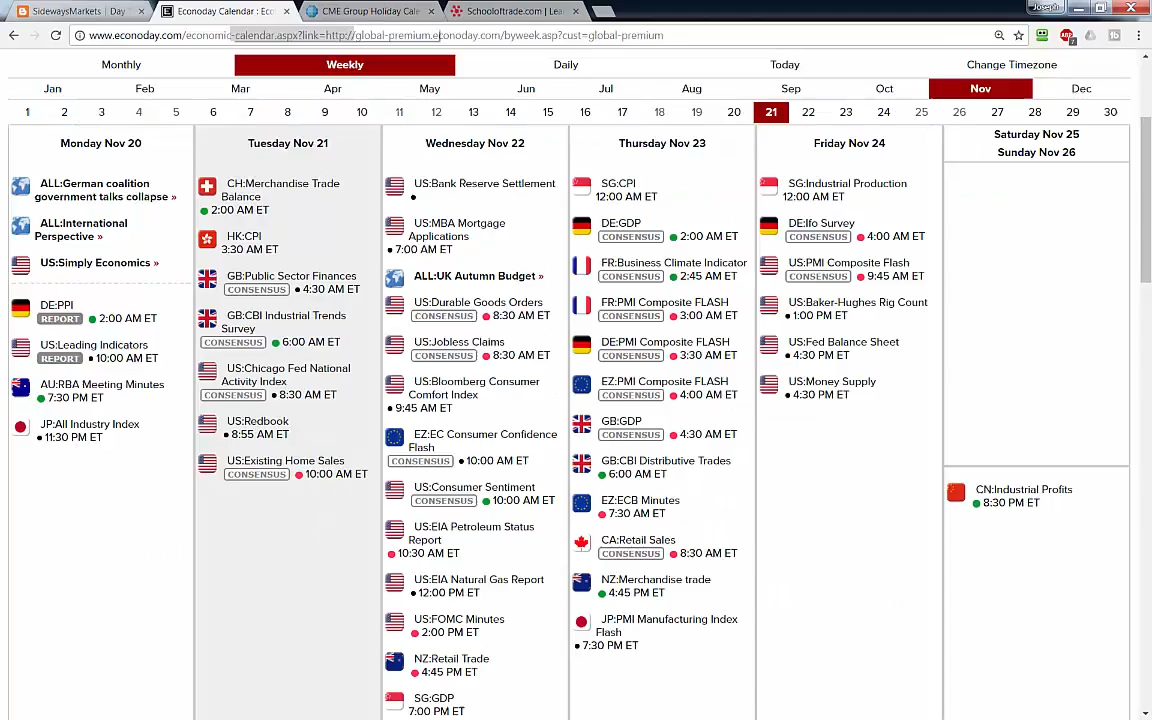 SidewaysMarkets | Day T
Econoday Calendar : Eco
CME Group Holiday Cale
Schooloftrade.com | Lea
Joseph
www.econoday.com/economic-calendar.aspx?link=http://global-premium.econoday.com/byweek.asp?cust=global-premium
Monthly
Weekly
Daily
Today
Change Timezone
Jan Feb Mar Apr May Jun Jul Aug Sep Oct Nov Dec
1 2 3 4 5 6 7 8 9 10 11 12 13 14 15 16 17 18 19 20 21 22 23 24 25 26 27 28 29 30
Monday Nov 20
ALL:German coalition
government talks collapse »
ALL:International
Perspective »
US:Simply Economics »
DE:PPI
REPORT 2:00 AM ET
US:Leading Indicators
REPORT 10:00 AM ET
AU:RBA Meeting Minutes
7:30 PM ET
JP:All Industry Index
11:30 PM ET
Tuesday Nov 21
CH:Merchandise Trade
Balance
2:00 AM ET
HK:CPI
3:30 AM ET
GB:Public Sector Finances
CONSENSUS 4:30 AM ET
GB:CBI Industrial Trends
Survey
CONSENSUS 6:00 AM ET
US:Chicago Fed National
Activity Index
CONSENSUS 8:30 AM ET
US:Redbook
8:55 AM ET
US:Existing Home Sales
CONSENSUS 10:00 AM ET
Wednesday Nov 22
US:Bank Reserve Settlement
US:MBA Mortgage
Applications
7:00 AM ET
ALL:UK Autumn Budget »
US:Durable Goods Orders
CONSENSUS 8:30 AM ET
US:Jobless Claims
CONSENSUS 8:30 AM ET
US:Bloomberg Consumer
Comfort Index
9:45 AM ET
EZ:EC Consumer Confidence
Flash
CONSENSUS 10:00 AM ET
US:Consumer Sentiment
CONSENSUS 10:00 AM ET
US:EIA Petroleum Status
Report
10:30 AM ET
US:EIA Natural Gas Report
12:00 PM ET
US:FOMC Minutes
2:00 PM ET
NZ:Retail Trade
4:45 PM ET
SG:GDP
7:00 PM ET
Thursday Nov 23
SG:CPI
12:00 AM ET
DE:GDP
CONSENSUS 2:00 AM ET
FR:Business Climate Indicator
CONSENSUS 2:45 AM ET
FR:PMI Composite FLASH
CONSENSUS 3:00 AM ET
DE:PMI Composite FLASH
CONSENSUS 3:30 AM ET
EZ:PMI Composite FLASH
CONSENSUS 4:00 AM ET
GB:GDP
CONSENSUS 4:30 AM ET
GB:CBI Distributive Trades
6:00 AM ET
EZ:ECB Minutes
7:30 AM ET
CA:Retail Sales
CONSENSUS 8:30 AM ET
NZ:Merchandise trade
4:45 PM ET
JP:PMI Manufacturing Index
Flash
7:30 PM ET
Friday Nov 24
SG:Industrial Production
12:00 AM ET
DE:Ifo Survey
CONSENSUS 4:00 AM ET
US:PMI Composite Flash
CONSENSUS 9:45 AM ET
US:Baker-Hughes Rig Count
1:00 PM ET
US:Fed Balance Sheet
4:30 PM ET
US:Money Supply
4:30 PM ET
Saturday Nov 25
Sunday Nov 26
CN:Industrial Profits
8:30 PM ET